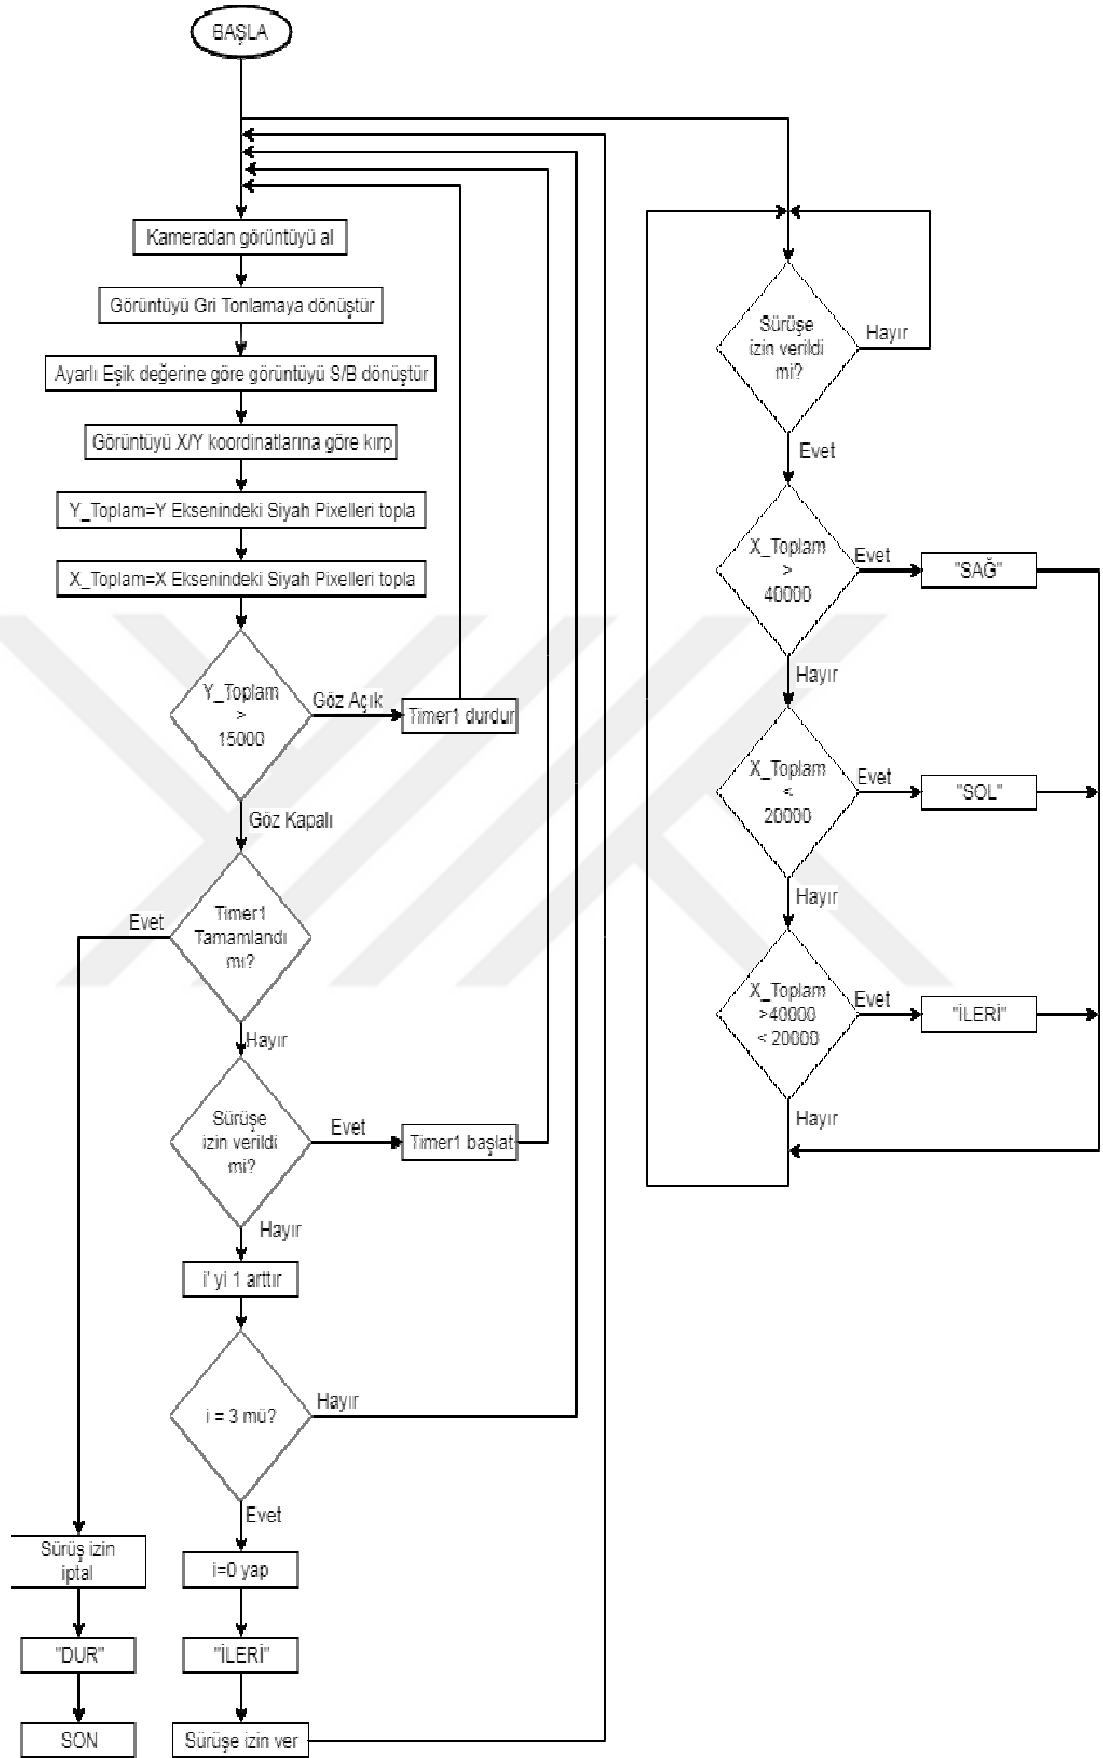 BAŞLA
Kameradan görüntüyü al
Görüntüyü Gri Tonlamaya dönüştür
Ayarlı Eşik değerine göre görüntüyü S/B dönüştür
Görüntüyü X/Y koordinatlarına göre kırp
Y_Toplam=Y Eksenindeki Siyah Pixelleri topla
X_Toplam=X Eksenindeki Siyah Pixelleri topla
Y_Toplam
>
15000
Göz Açık
Timer1 durdur
Göz Kapalı
Timer1
Tamamlandı
mı?
Evet
Hayır
Sürüşe
izin verildi
mi?
Evet
Timer1 başlat
Hayır
i' yi 1 arttır
i = 3 mü?
Hayır
Evet
i=0 yap
"İLERİ"
Sürüşe izin ver
Sürüş izin
iptal
"DUR"
SON
Sürüşe
izin verildi
mi?
Hayır
Evet
X_Toplam
>
40000
Evet
"SAĞ"
Hayır
X_Toplam
<
20000
Evet
"SOL"
Hayır
X_Toplam
>40000
< 20000
Evet
"İLERİ"
Hayır